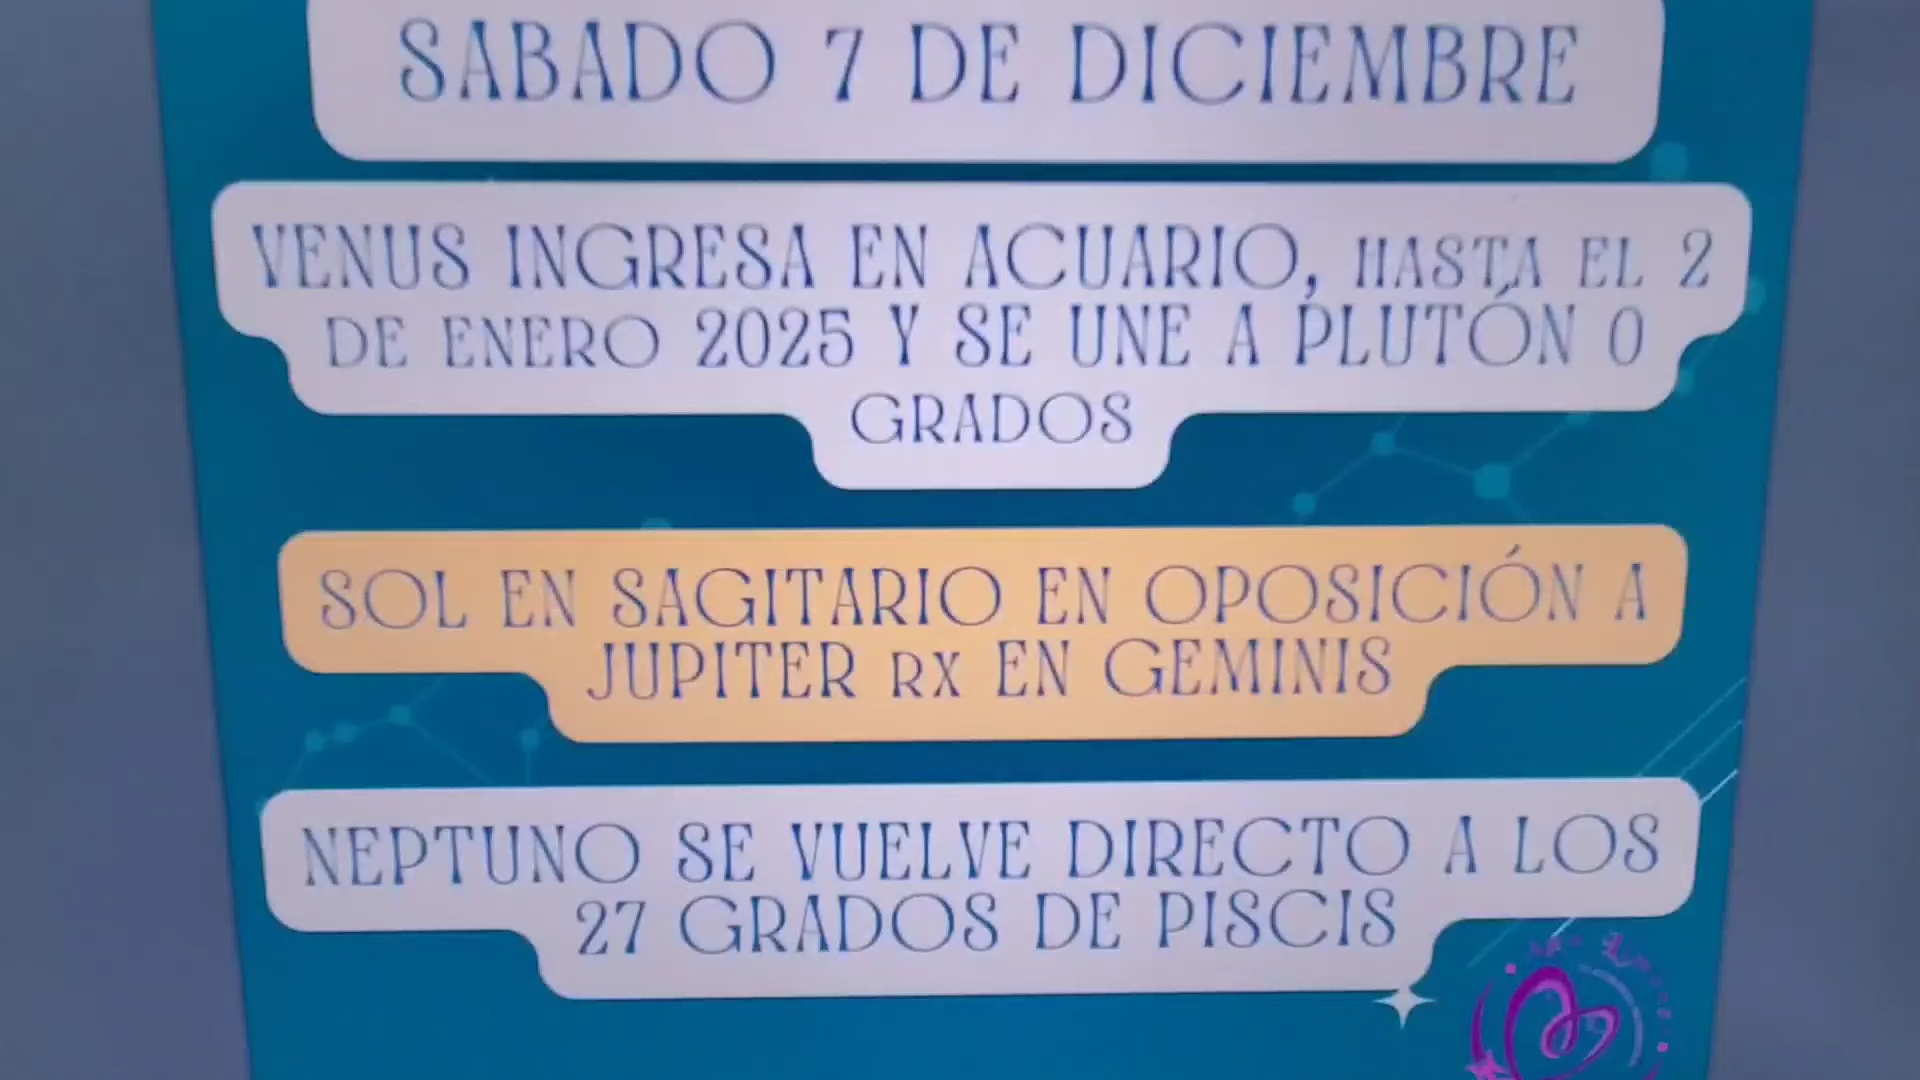 SABADO 7 DE DICIEMBRE
VENUS INGRESA EN ACUARIO, HASTA EL 2
DE ENERO 2025 Y SE UNE A PLUTÓN 0
GRADOS
SOL EN SAGITARIO EN OPOSICIÓN A
JUPITER RX EN GEMINIS
NEPTUNO SE VUELVE DIRECTO A LOS
27 GRADOS DE PISCIS